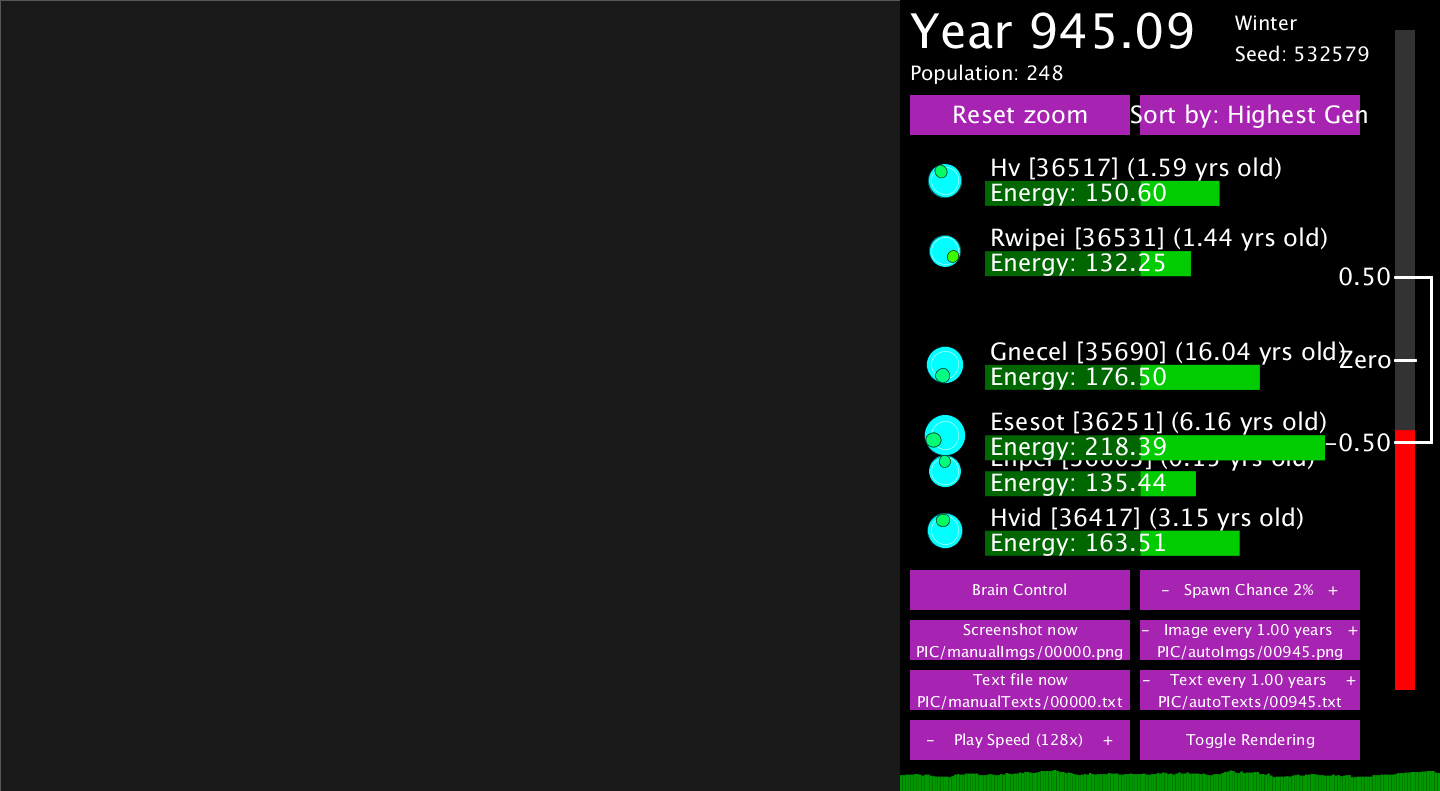 Year 945.09
Winter
Seed: 532579
Population: 248
Reset zoom
Sort by: Highest Gen
Hv [36517] (1.59 yrs old)
Energy: 150.60
Rwipei [36531] (1.44 yrs old)
Energy: 132.25
0.50
Gnecel [35690] (16.04 yrs old)
Zero
Energy: 176.50
Esesot [36251] (6.16 yrs old)
Energy: 218.39
-0.50
yrs old)
Energy: 135.44
Hvid [36417] (3.15 yrs old)
Energy: 163.51
Brain Control
- Spawn Chance 2% +
Screenshot now
PIC/manualImgs/00000.png
- Image every 1.00 years +
PIC/autoImgs/00945.png
Text file now
PIC/manualTexts/00000.txt
- Text every 1.00 years +
PIC/autoTexts/00945.txt
- Play Speed (128x) +
Toggle Rendering